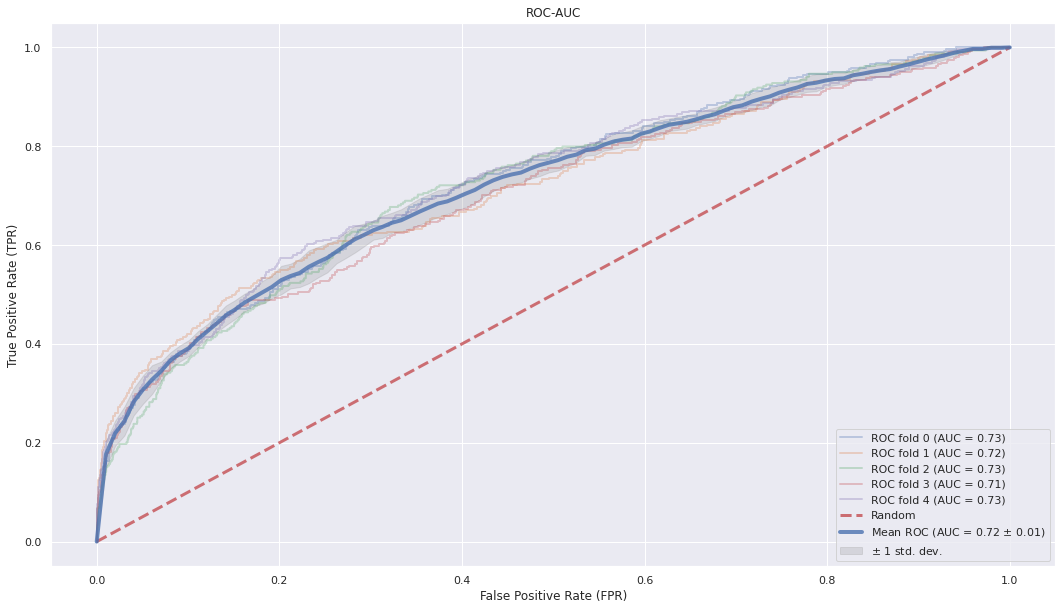 ROC-AUC
True Positive Rate (TPR)
1.0
0.8
0.6
0.4
0.2
0.0
0.0 0.2 0.4 0.6 0.8 1.0
False Positive Rate (FPR)
ROC fold 0 (AUC = 0.73)
ROC fold 1 (AUC = 0.72)
ROC fold 2 (AUC = 0.73)
ROC fold 3 (AUC = 0.71)
ROC fold 4 (AUC = 0.73)
Random
Mean ROC (AUC = 0.72 ± 0.01)
± 1 std. dev.